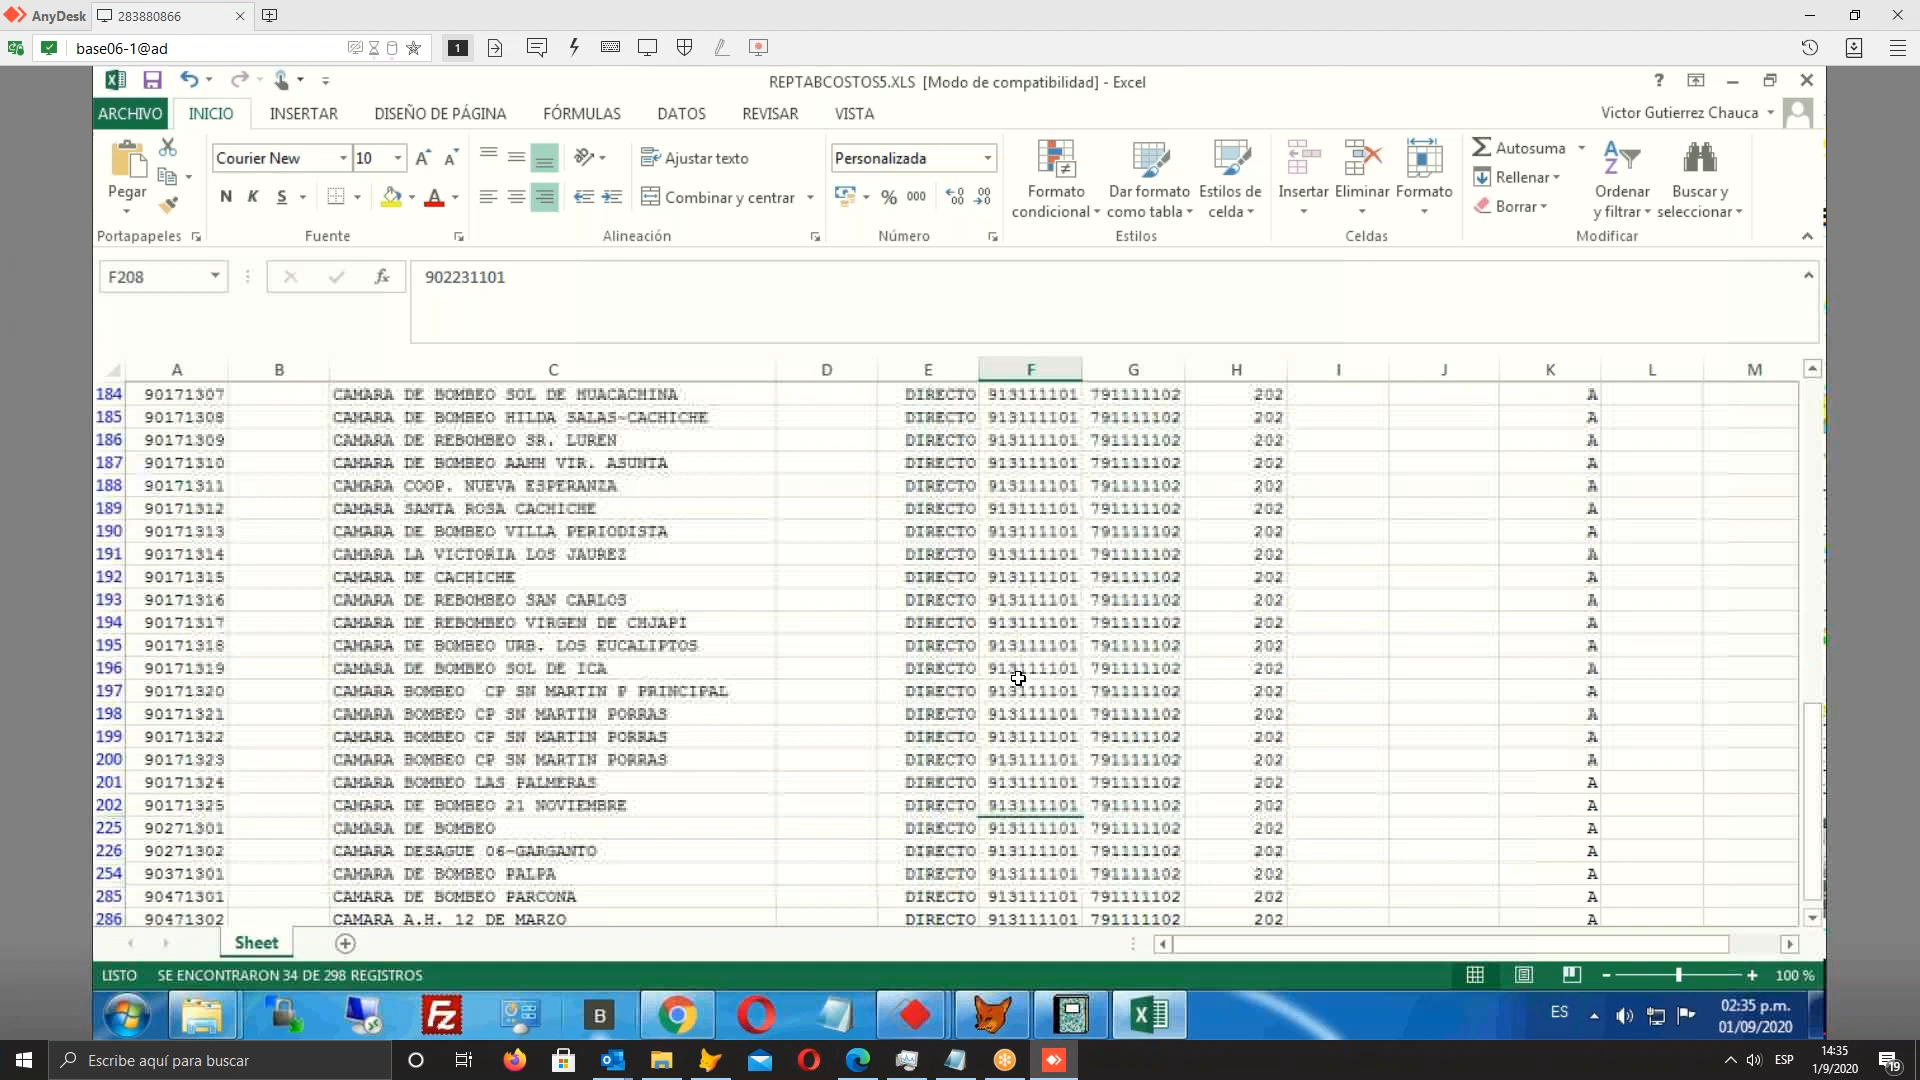 AnyDesk 283880866
base06-1@ad 1
REPTABCOSTOS5.XLS [Modo de compatibilidad] - Excel
ARCHIVO INICIO INSERTAR DISEÑO DE PÁGINA FÓRMULAS DATOS REVISAR VISTA Victor Gutierrez Chauca
Pegar Courier New 10 Ajustar texto Personalizada
N K S Combinar y centrar % 000
Formato condicional Dar formato como tabla Estilos de celda
Insertar Eliminar Formato
Autosuma Rellenar Borrar
Ordenar y filtrar Buscar y seleccionar
Portapapeles Fuente Alineación Número Estilos Celdas Modificar
F208 fx 902231101
A B C D E F G H I J K L M
184 90171307 CAMARA DE BOMBEO SOL DE HUACACHINA DIRECTO 913111101 791111102 202 A
185 90171308 CAMARA DE BOMBEO HILDA SALAS-CACHICHE DIRECTO 913111101 791111102 202 A
186 90171309 CAMARA DE REBOMBEO SR. LUREN DIRECTO 913111101 791111102 202 A
187 90171310 CAMARA DE BOMBEO AAHH VIR. ASUNTA DIRECTO 913111101 791111102 202 A
188 90171311 CAMARA COOP. NUEVA ESPERANZA DIRECTO 913111101 791111102 202 A
189 90171312 CAMARA SANTA ROSA CACHICHE DIRECTO 913111101 791111102 202 A
190 90171313 CAMARA DE BOMBEO VILLA PERIODISTA DIRECTO 913111101 791111102 202 A
191 90171314 CAMARA LA VICTORIA LOS JAUREZ DIRECTO 913111101 791111102 202 A
192 90171315 CAMARA DE CACHICHE DIRECTO 913111101 791111102 202 A
193 90171316 CAMARA DE REBOMBEO SAN CARLOS DIRECTO 913111101 791111102 202 A
194 90171317 CAMARA DE REBOMBEO VIRGEN DE CHJAPI DIRECTO 913111101 791111102 202 A
195 90171318 CAMARA DE BOMBEO URB. LOS EUCALIPTOS DIRECTO 913111101 791111102 202 A
196 90171319 CAMARA DE BOMBEO SOL DE ICA DIRECTO 913111101 791111102 202 A
197 90171320 CAMARA BOMBEO CP SN MARTIN P PRINCIPAL DIRECTO 913111101 791111102 202 A
198 90171321 CAMARA BOMBEO CP SN MARTIN PORRAS DIRECTO 913111101 791111102 202 A
199 90171322 CAMARA BOMBEO CP SN MARTIN PORRAS DIRECTO 913111101 791111102 202 A
200 90171323 CAMARA BOMBEO CP SN MARTIN PORRAS DIRECTO 913111101 791111102 202 A
201 90171324 CAMARA BOMBEO LAS PALMERAS DIRECTO 913111101 791111102 202 A
202 90171325 CAMARA DE BOMBEO 21 NOVIEMBRE DIRECTO 913111101 791111102 202 A
225 90271301 CAMARA DE BOMBEO DIRECTO 913111101 791111102 202 A
226 90271302 CAMARA DESAGUE 06-GARGANTO DIRECTO 913111101 791111102 202 A
254 90371301 CAMARA DE BOMBEO PALPA DIRECTO 913111101 791111102 202 A
285 90471301 CAMARA DE BOMBEO PARCONA DIRECTO 913111101 791111102 202 A
286 90471302 CAMARA A.H. 12 DE MARZO DIRECTO 913111101 791111102 202 A
Sheet
LISTO SE ENCONTRARON 34 DE 298 REGISTROS 100 %
ES 02:35 p.m.
01/09/2020
Escribe aquí para buscar ESP 14:35
1/9/2020 19